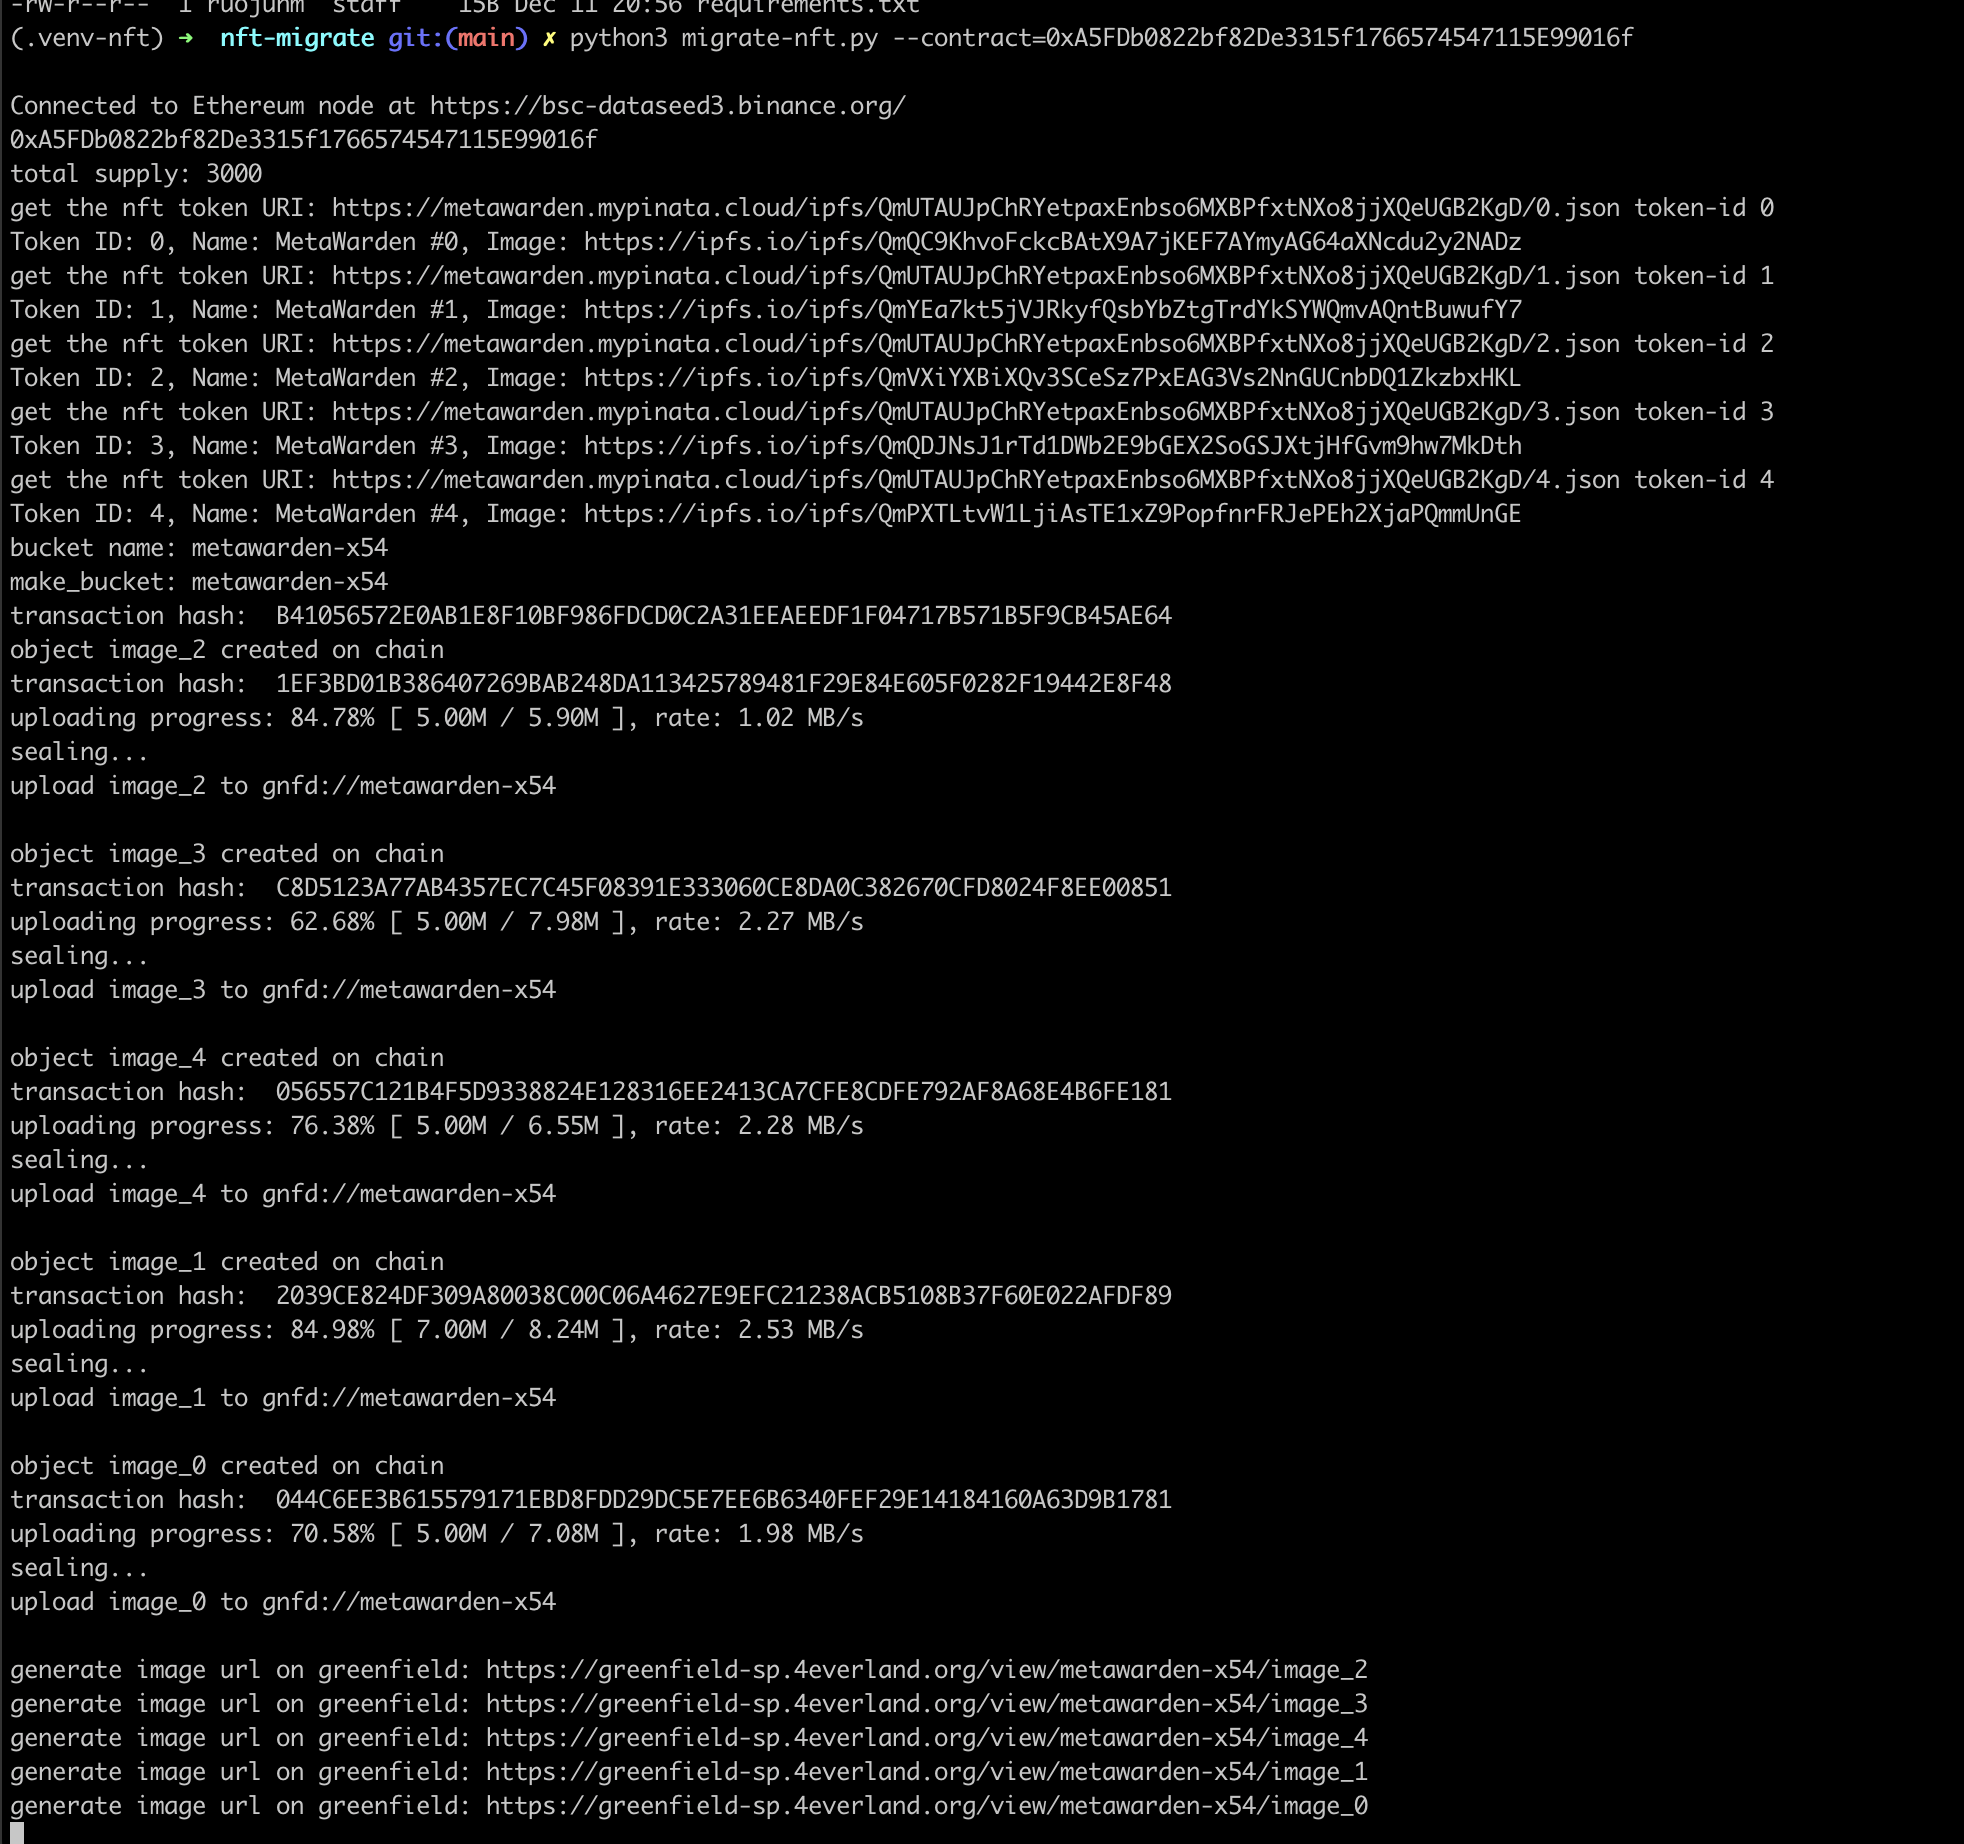 -rw-r--r--  1 ruojunm  staff    15B Dec 11 20:56 requirements.txt
(.venv-nft) ➜  nft-migrate git:(main) ✗ python3 migrate-nft.py --contract=0xA5FDb0822bf82De3315f1766574547115E99016f

Connected to Ethereum node at https://bsc-dataseed3.binance.org/
0xA5FDb0822bf82De3315f1766574547115E99016f
total supply: 3000
get the nft token URI: https://metawarden.mypinata.cloud/ipfs/QmUTAUJpChRYetpaxEnbso6MXBPfxtNXo8jjXQeUGB2KgD/0.json token-id 0
Token ID: 0, Name: MetaWarden #0, Image: https://ipfs.io/ipfs/QmQC9KhvoFckcBAtX9A7jKEF7AYmyAG64aXNcdu2y2NADz
get the nft token URI: https://metawarden.mypinata.cloud/ipfs/QmUTAUJpChRYetpaxEnbso6MXBPfxtNXo8jjXQeUGB2KgD/1.json token-id 1
Token ID: 1, Name: MetaWarden #1, Image: https://ipfs.io/ipfs/QmYEa7kt5jVJRkyfQsbYbZtgTrdYkSYWQmvAQntBuwufY7
get the nft token URI: https://metawarden.mypinata.cloud/ipfs/QmUTAUJpChRYetpaxEnbso6MXBPfxtNXo8jjXQeUGB2KgD/2.json token-id 2
Token ID: 2, Name: MetaWarden #2, Image: https://ipfs.io/ipfs/QmVXiYXBiXQv3SCeSz7PxEAG3Vs2NnGUCnbDQ1ZkzbxHKL
get the nft token URI: https://metawarden.mypinata.cloud/ipfs/QmUTAUJpChRYetpaxEnbso6MXBPfxtNXo8jjXQeUGB2KgD/3.json token-id 3
Token ID: 3, Name: MetaWarden #3, Image: https://ipfs.io/ipfs/QmQDJNsJ1rTd1DWb2E9bGEX2SoGSJXtjHfGvm9hw7MkDth
get the nft token URI: https://metawarden.mypinata.cloud/ipfs/QmUTAUJpChRYetpaxEnbso6MXBPfxtNXo8jjXQeUGB2KgD/4.json token-id 4
Token ID: 4, Name: MetaWarden #4, Image: https://ipfs.io/ipfs/QmPXTLtvW1LjiAsTE1xZ9PopfnrFRJePEh2XjaPQmmUnGE
bucket name: metawarden-x54
make_bucket: metawarden-x54
transaction hash:  B41056572E0AB1E8F10BF986FDCD0C2A31EEAEEDF1F04717B571B5F9CB45AE64
object image_2 created on chain
transaction hash:  1EF3BD01B386407269BAB248DA113425789481F29E84E605F0282F19442E8F48
uploading progress: 84.78% [ 5.00M / 5.90M ], rate: 1.02 MB/s
sealing...
upload image_2 to gnfd://metawarden-x54

object image_3 created on chain
transaction hash:  C8D5123A77AB4357EC7C45F08391E333060CE8DA0C382670CFD8024F8EE00851
uploading progress: 62.68% [ 5.00M / 7.98M ], rate: 2.27 MB/s
sealing...
upload image_3 to gnfd://metawarden-x54

object image_4 created on chain
transaction hash:  056557C121B4F5D9338824E128316EE2413CA7CFE8CDFE792AF8A68E4B6FE181
uploading progress: 76.38% [ 5.00M / 6.55M ], rate: 2.28 MB/s
sealing...
upload image_4 to gnfd://metawarden-x54

object image_1 created on chain
transaction hash:  2039CE824DF309A80038C00C06A4627E9EFC21238ACB5108B37F60E022AFDF89
uploading progress: 84.98% [ 7.00M / 8.24M ], rate: 2.53 MB/s
sealing...
upload image_1 to gnfd://metawarden-x54

object image_0 created on chain
transaction hash:  044C6EE3B615579171EBD8FDD29DC5E7EE6B6340FEF29E14184160A63D9B1781
uploading progress: 70.58% [ 5.00M / 7.08M ], rate: 1.98 MB/s
sealing...
upload image_0 to gnfd://metawarden-x54

generate image url on greenfield: https://greenfield-sp.4everland.org/view/metawarden-x54/image_2
generate image url on greenfield: https://greenfield-sp.4everland.org/view/metawarden-x54/image_3
generate image url on greenfield: https://greenfield-sp.4everland.org/view/metawarden-x54/image_4
generate image url on greenfield: https://greenfield-sp.4everland.org/view/metawarden-x54/image_1
generate image url on greenfield: https://greenfield-sp.4everland.org/view/metawarden-x54/image_0